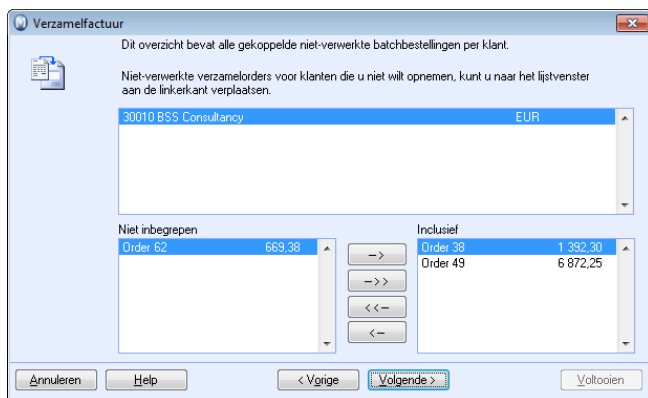 Verzamelfactuur
Dit overzicht bevat alle gekoppelde niet-verwerkte batchbestellingen per klant.
Niet-verwerkte verzamelorders voor klanten die u niet wilt opnemen, kunt u naar het lijstvenster
aan de linkerkant verplaatsen.
30010 BSS Consultancy EUR
Niet inbegrepen Inclusief
Order 62 669,38 –> Order 38 1 392,30
Order 49 6 872,25
–>>
<<–
<–
Annuleren Help < Vorige Volgende > Voltooien